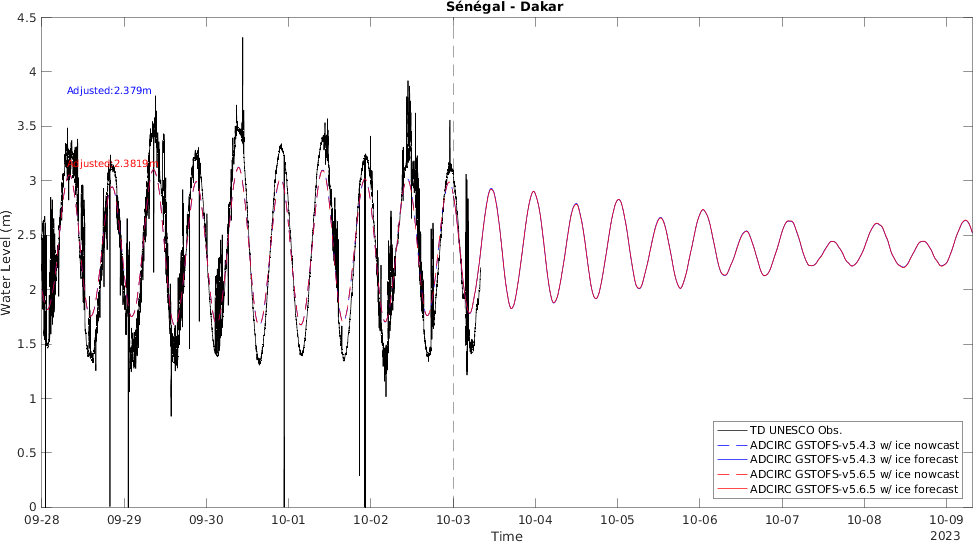 Sénégal - Dakar
4.5
4
3.5
3
2.5
2
1.5
1
0.5
0
Water Level (m)
Adjusted:2.379m
Adjusted:2.3819m
TD UNESCO Obs.
ADCIRC GSTOFS-v5.4.3 w/ ice nowcast
ADCIRC GSTOFS-v5.4.3 w/ ice forecast
ADCIRC GSTOFS-v5.6.5 w/ ice nowcast
ADCIRC GSTOFS-v5.6.5 w/ ice forecast
09-28 09-29 09-30 10-01 10-02 10-03 10-04 10-05 10-06 10-07 10-08 10-09
Time
2023